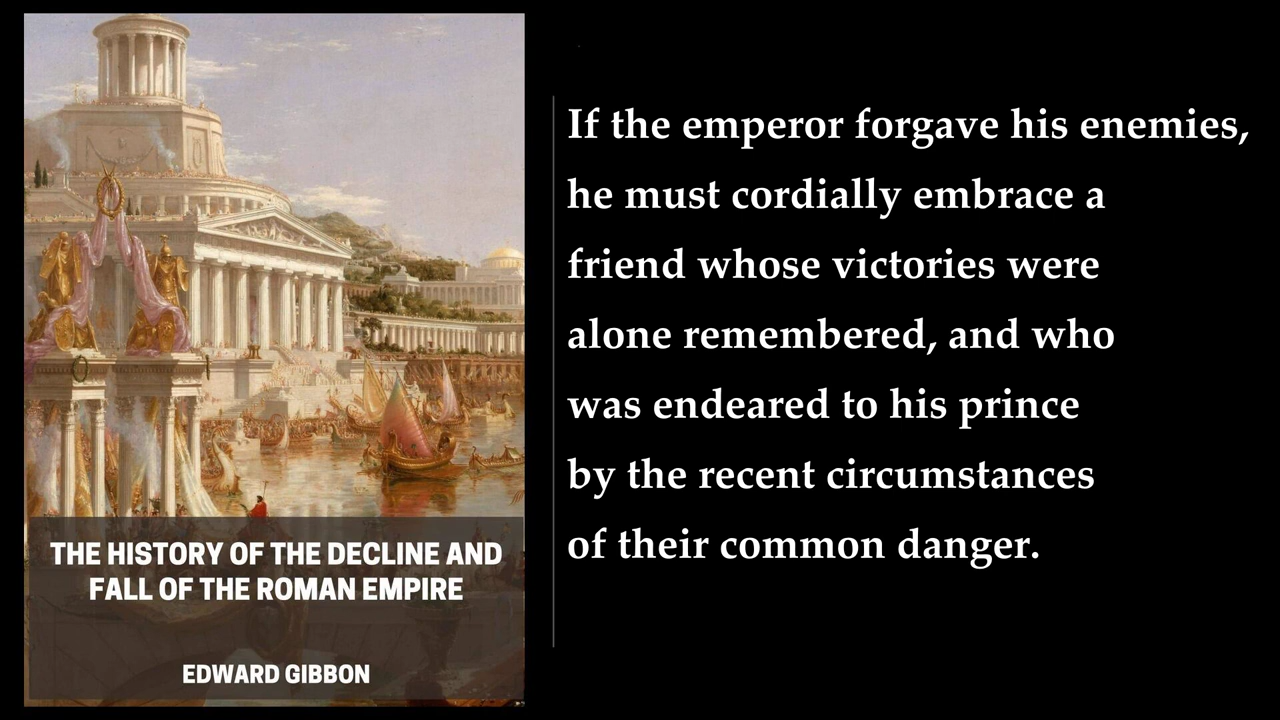 THE HISTORY OF THE DECLINE AND
FALL OF THE ROMAN EMPIRE
EDWARD GIBBON
If the emperor forgave his enemies,
he must cordially embrace a
friend whose victories were
alone remembered, and who
was endeared to his prince
by the recent circumstances
of their common danger.